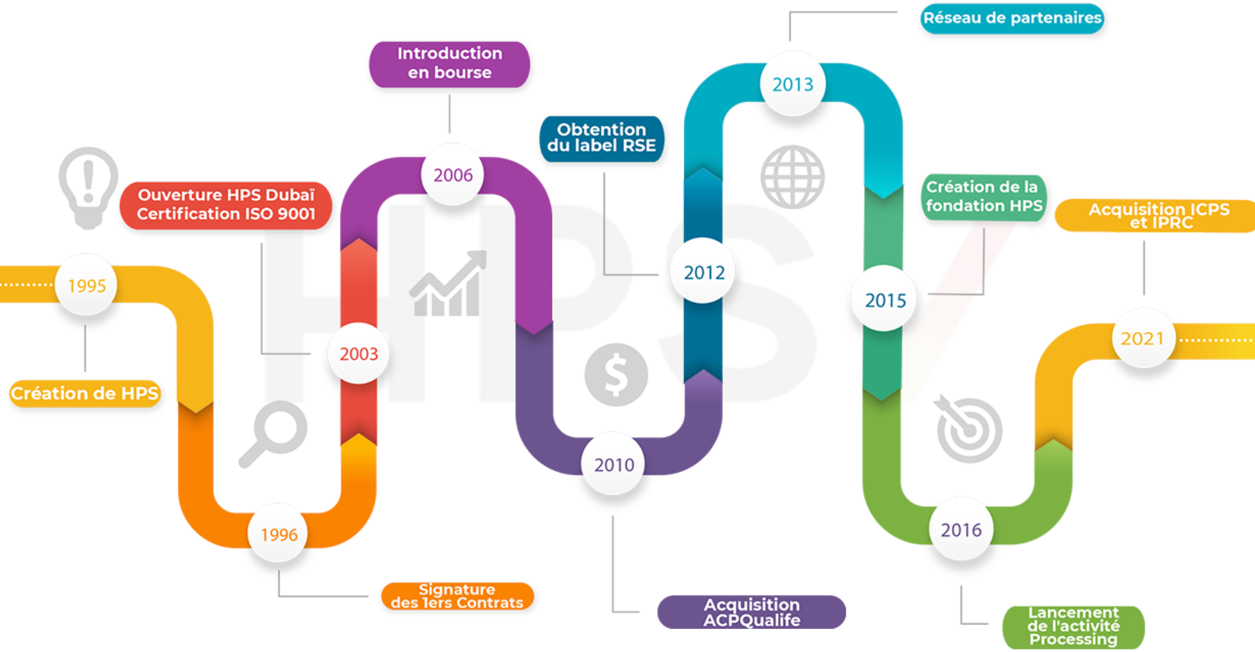 1995
Création de HPS
1996
Signature
des 1ers Contrats
Ouverture HPS Dubaï
Certification ISO 9001
2003
Introduction
en bourse
2006
2010
Acquisition
ACPQualife
Obtention
du label RSE
2012
Réseau de partenaires
2013
Création de la
fondation HPS
2015
2016
Lancement
de l'activité
Processing
Acquisition ICPS
et IPRC
2021
HPS